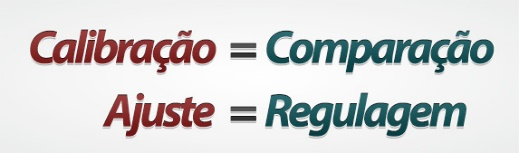 Calibração = Comparação
Ajuste = Regulagem